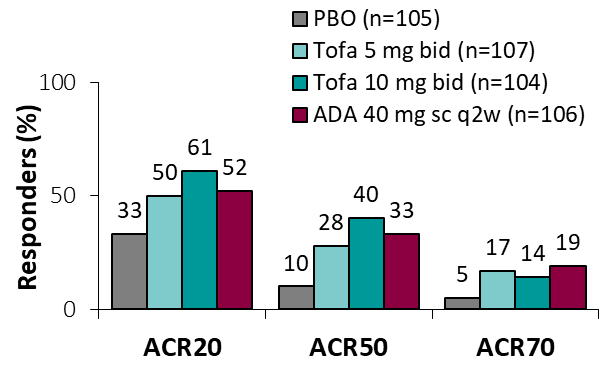 PBO (n=105)
Tofa 5 mg bid (n=107)
Tofa 10 mg bid (n=104)
ADA 40 mg sc q2w (n=106)
Responders (%)
100
50
0
33
50
61
52
10
28
40
33
5
17
14
19
ACR20
ACR50
ACR70